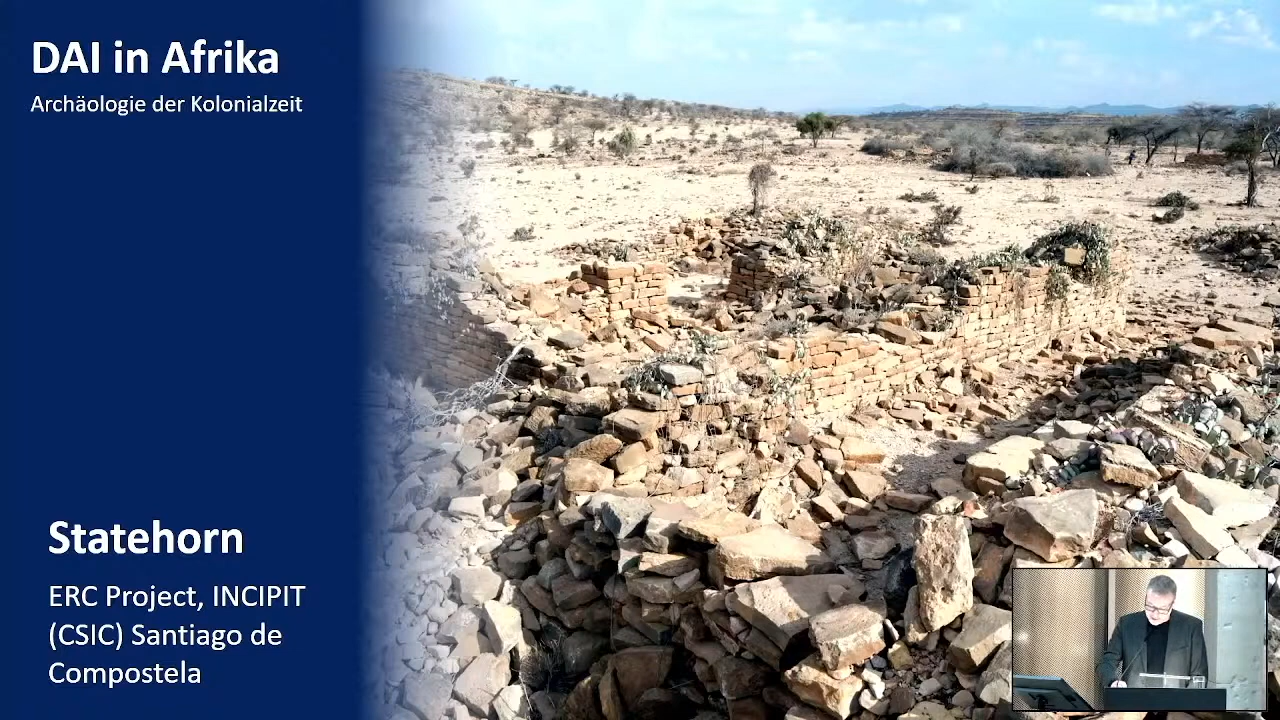 DAI in Afrika
Archäologie der Kolonialzeit
Statehorn
ERC Project, INCIPIT
(CSIC) Santiago de
Compostela